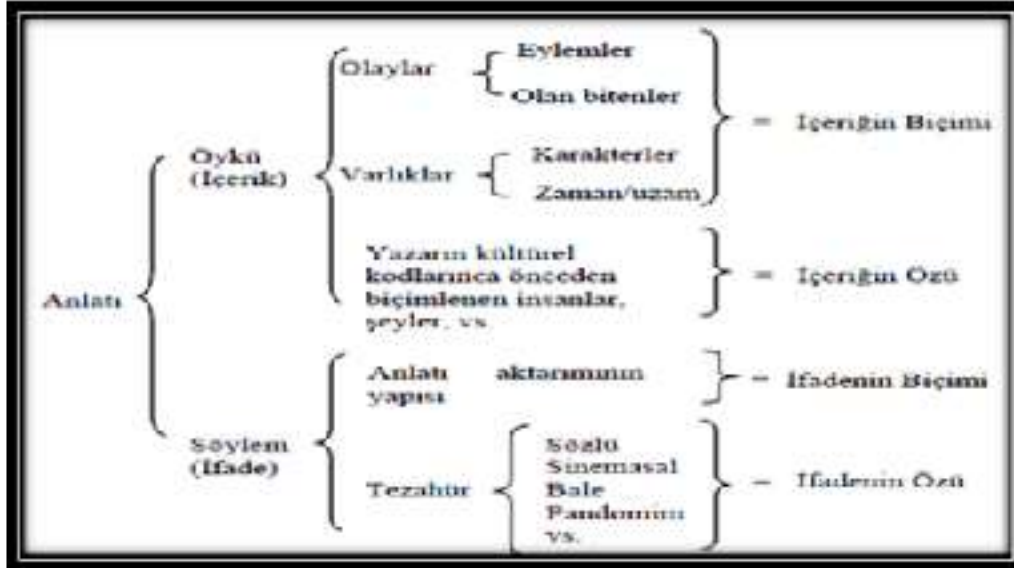 Olaylar
Eylemler
Olan bitenler
= İçeriğin Biçimi
Öykü
(İçerik)
Varlıklar
Karakterler
Zaman/uzam
Yazarın kültürel
kodlarınca önceden
biçimlenen insanlar,
şeyler, vs.
= İçeriğin Özü
Anlatı
Anlatı aktarımının
yapısı
= İfadenin Biçimi
Söylem
(İfade)
Tezahür
Sözlü
Sinemasal
Bale
Pandomim
vs.
= İfadenin Özü